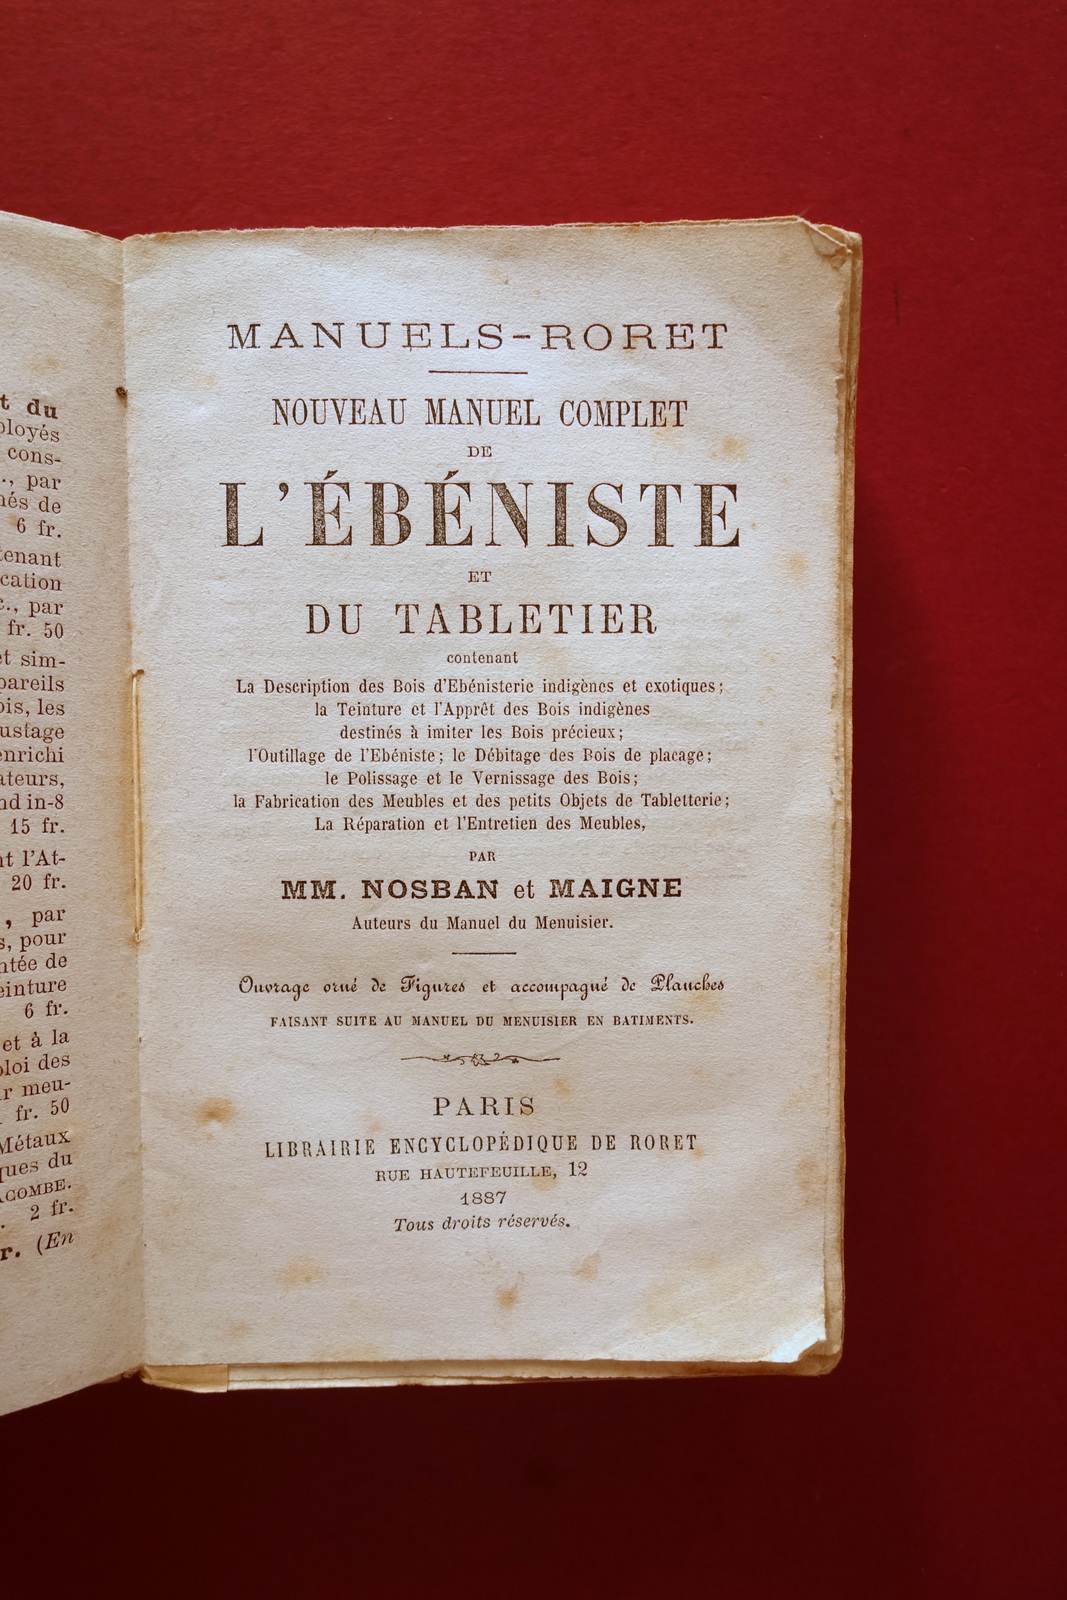 t du
ployés
cons-
., par
nés de
6 fr.
tenant
cation
c., par
fr. 50
et sim-
pareils
ois, les
ustage
enrichi
ateurs,
nd in-8
15 fr.
nt l'At-
20 fr.
, par
s, pour
ntée de
einture
6 fr.
et à la
ploi des
r meu-
fr. 50
Métaux
ques du
ACOMBE.
. 2 fr.
r. (En
MANUELS-RORET
NOUVEAU MANUEL COMPLET
DE
L'ÉBÉNISTE
ET
DU TABLETIER
contenant
La Description des Bois d'Ebénisterie indigènes et exotiques;
la Teinture et l'Apprêt des Bois indigènes
destinés à imiter les Bois précieux;
l'Outillage de l'Ebéniste; le Débitage des Bois de placage;
le Polissage et le Vernissage des Bois;
la Fabrication des Meubles et des petits Objets de Tabletterie;
La Réparation et l'Entretien des Meubles,
PAR
MM. NOSBAN et MAIGNE
Auteurs du Manuel du Menuisier.
Ouvrage orné de Figures et accompagné de Planches
FAISANT SUITE AU MANUEL DU MENUISIER EN BATIMENTS.
PARIS
LIBRAIRIE ENCYCLOPÉDIQUE DE RORET
RUE HAUTEFEUILLE, 12
1887
Tous droits réservés.